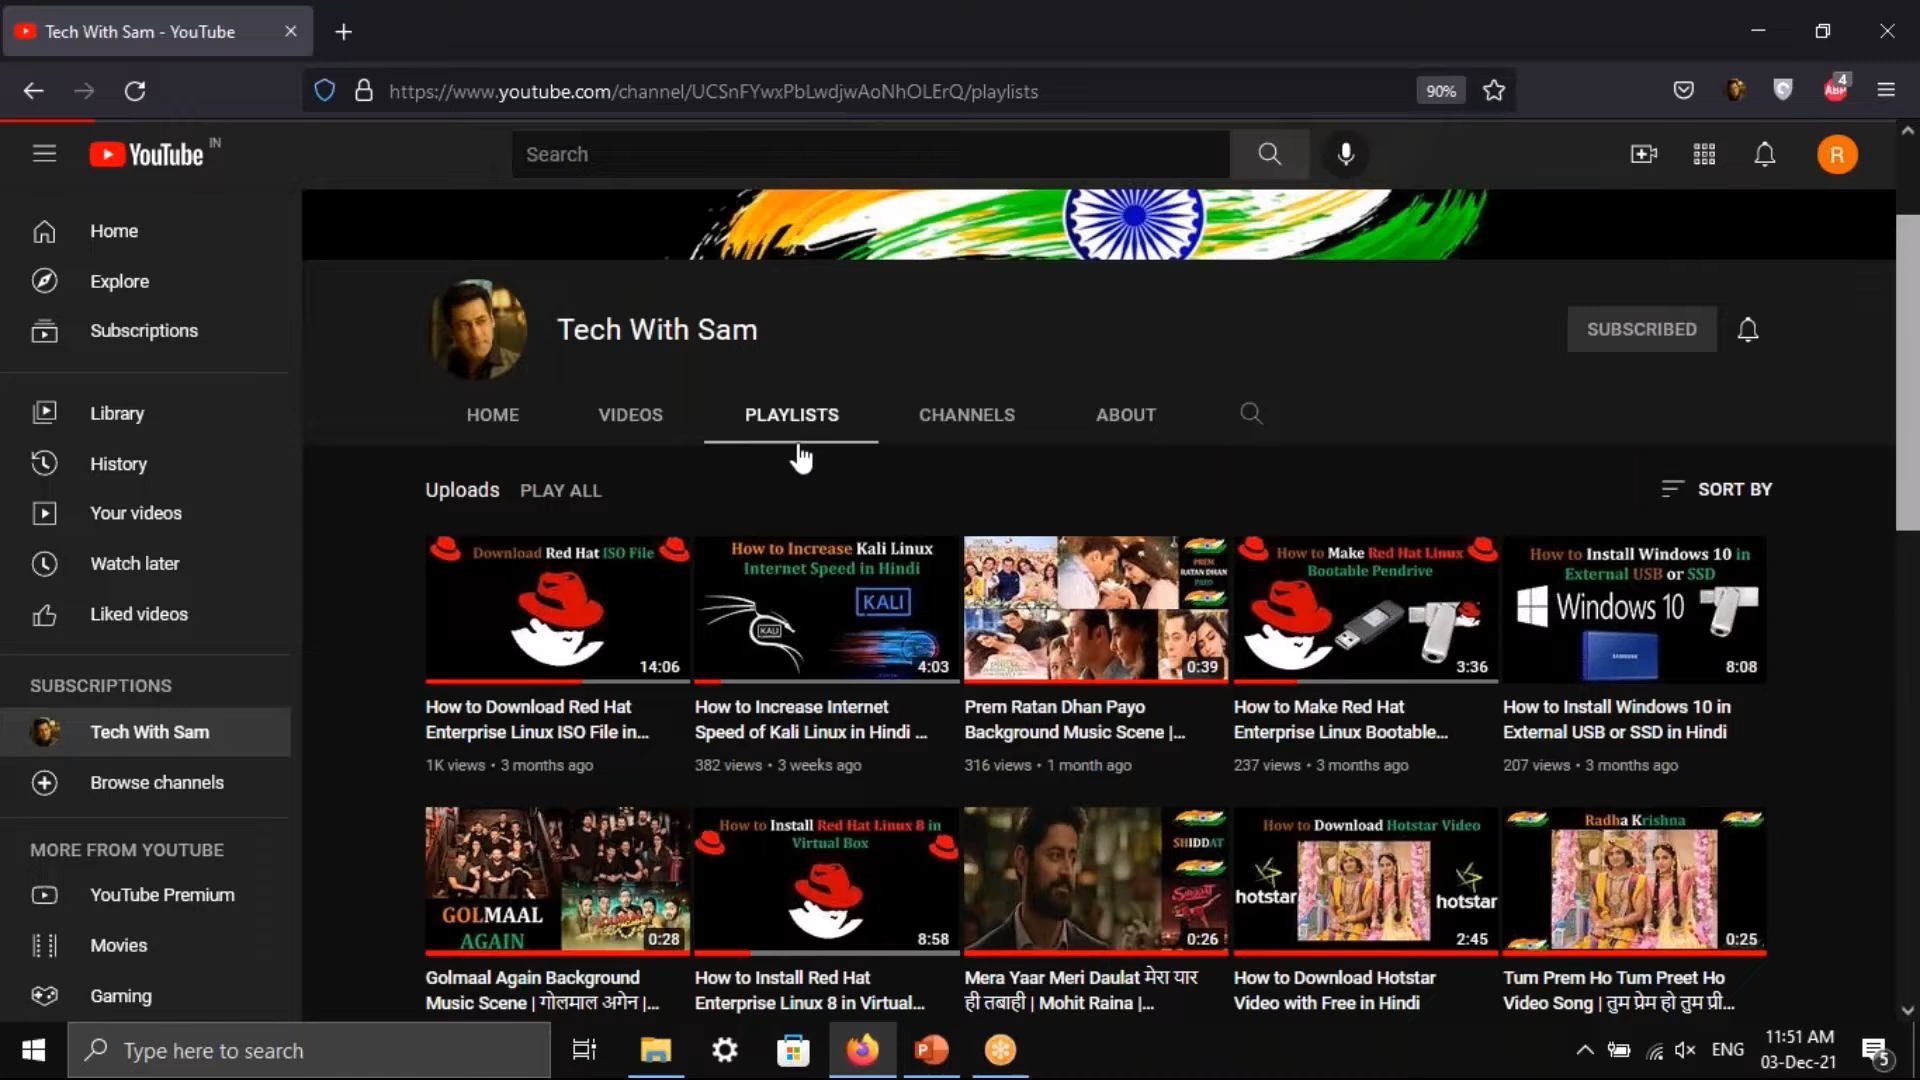 Tech With Sam - YouTube
https://www.youtube.com/channel/UCSnFYwxPbLwdjwAoNhOLErQ/playlists
90%
4
ABP
YouTube IN
Search
R
Home
Explore
Subscriptions
Library
History
Your videos
Watch later
Liked videos
SUBSCRIPTIONS
Tech With Sam
Browse channels
MORE FROM YOUTUBE
YouTube Premium
Movies
Gaming
Tech With Sam
SUBSCRIBED
HOME VIDEOS PLAYLISTS CHANNELS ABOUT
Uploads PLAY ALL
SORT BY
Download Red Hat ISO File
14:06
How to Download Red Hat
Enterprise Linux ISO File in...
1K views • 3 months ago
How to Increase Kali Linux
Internet Speed in Hindi
KALI
KALI
4:03
How to Increase Internet
Speed of Kali Linux in Hindi ...
382 views • 3 weeks ago
PREM
RATAN DHAN
PAYO
0:39
Prem Ratan Dhan Payo
Background Music Scene |...
316 views • 1 month ago
How to Make Red Hat Linux
Bootable Pendrive
3:36
How to Make Red Hat
Enterprise Linux Bootable...
237 views • 3 months ago
How to Install Windows 10 in
External USB or SSD
Windows 10
SAMSUNG
8:08
How to Install Windows 10 in
External USB or SSD in Hindi
207 views • 3 months ago
GOLMAAL
AGAIN
0:28
Golmaal Again Background
Music Scene | गोलमाल अगेन |...
How to Install Red Hat Linux 8 in
Virtual Box
8:58
How to Install Red Hat
Enterprise Linux 8 in Virtual...
SHIDDAT
0:26
Mera Yaar Meri Daulat मेरा यार
ही तबाही | Mohit Raina |...
How to Download Hotstar Video
hotstar
hotstar
2:45
How to Download Hotstar
Video with Free in Hindi
Radha Krishna
0:25
Tum Prem Ho Tum Preet Ho
Video Song | तुम प्रेम हो तुम प्री...
Type here to search
P
ENG
11:51 AM
03-Dec-21
5